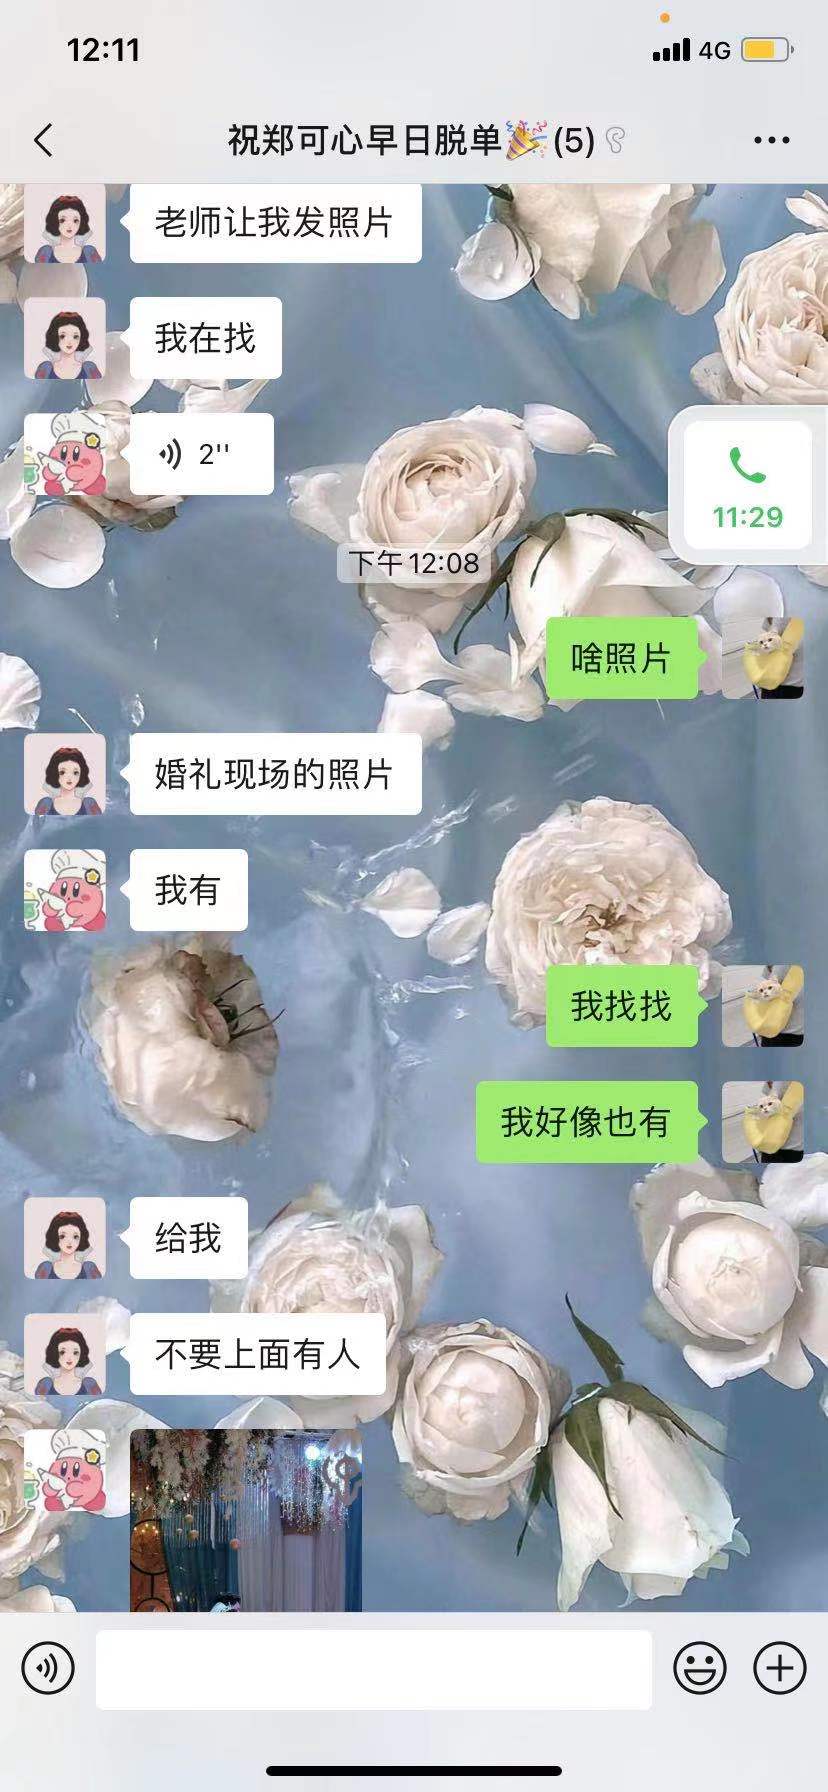 12:11
4G
祝郑可心早日脱单🎉(5)
老师让我发照片
我在找
2''
11:29
下午12:08
啥照片
婚礼现场的照片
我有
我找找
我好像也有
给我
不要上面有人